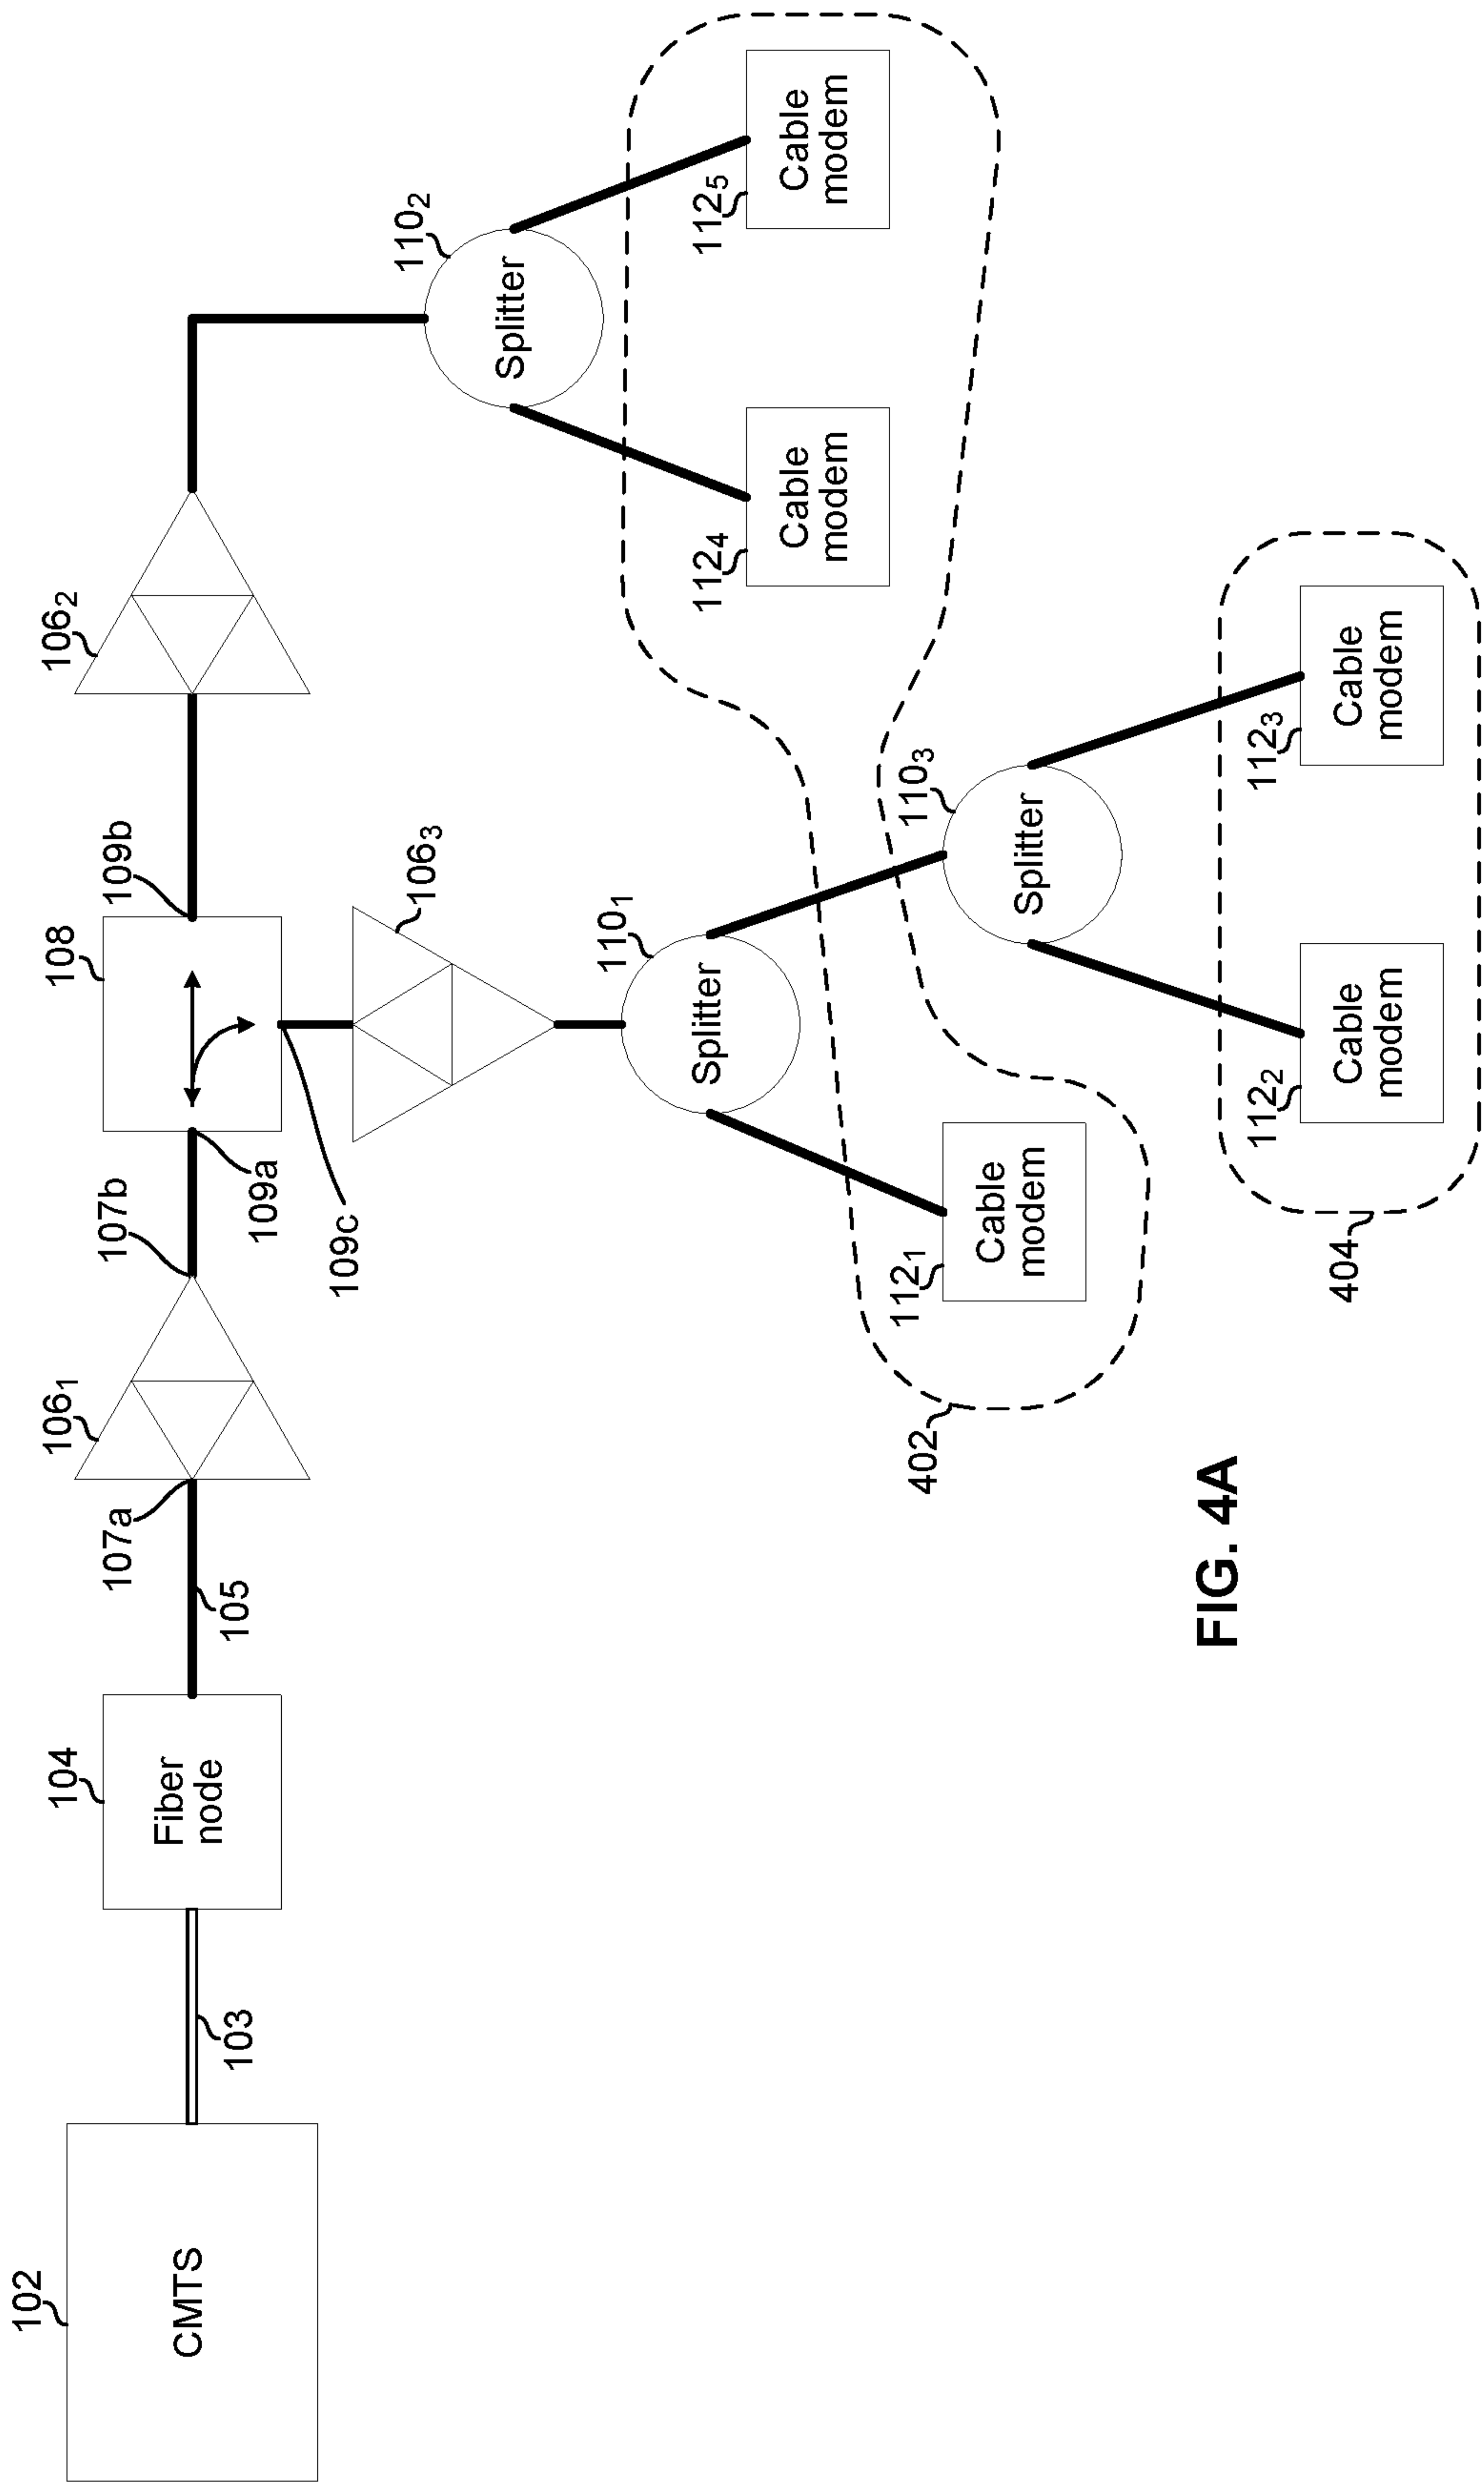 102
CMTS
103
104
Fiber
node
105
107a
106₁
107b
109a
109c
108
109b
106₂
106₃
110₁
Splitter
110₂
Splitter
112₄
Cable
modem
112₅
Cable
modem
402
112₁
Cable
modem
110₃
Splitter
404
112₂
Cable
modem
112₃
Cable
modem
FIG. 4A